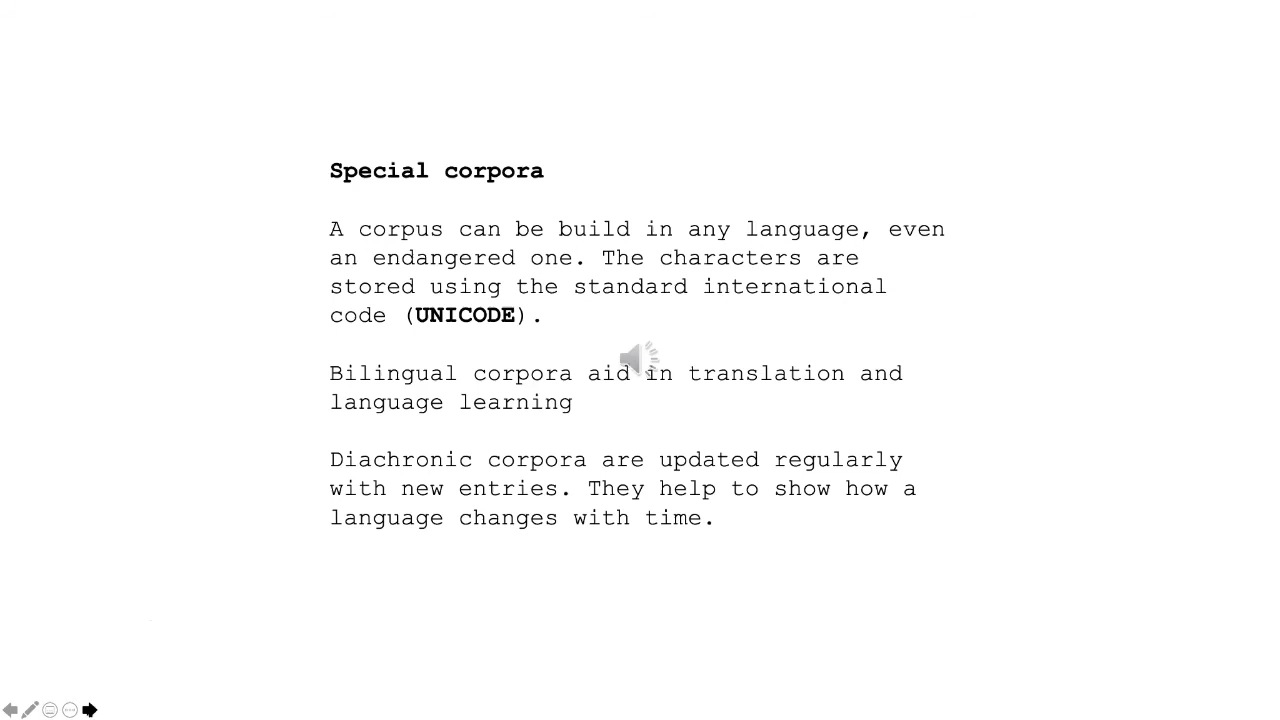 Special corpora
A corpus can be build in any language, even
an endangered one. The characters are
stored using the standard international
code (UNICODE).
Bilingual corpora aid in translation and
language learning
Diachronic corpora are updated regularly
with new entries. They help to show how a
language changes with time.